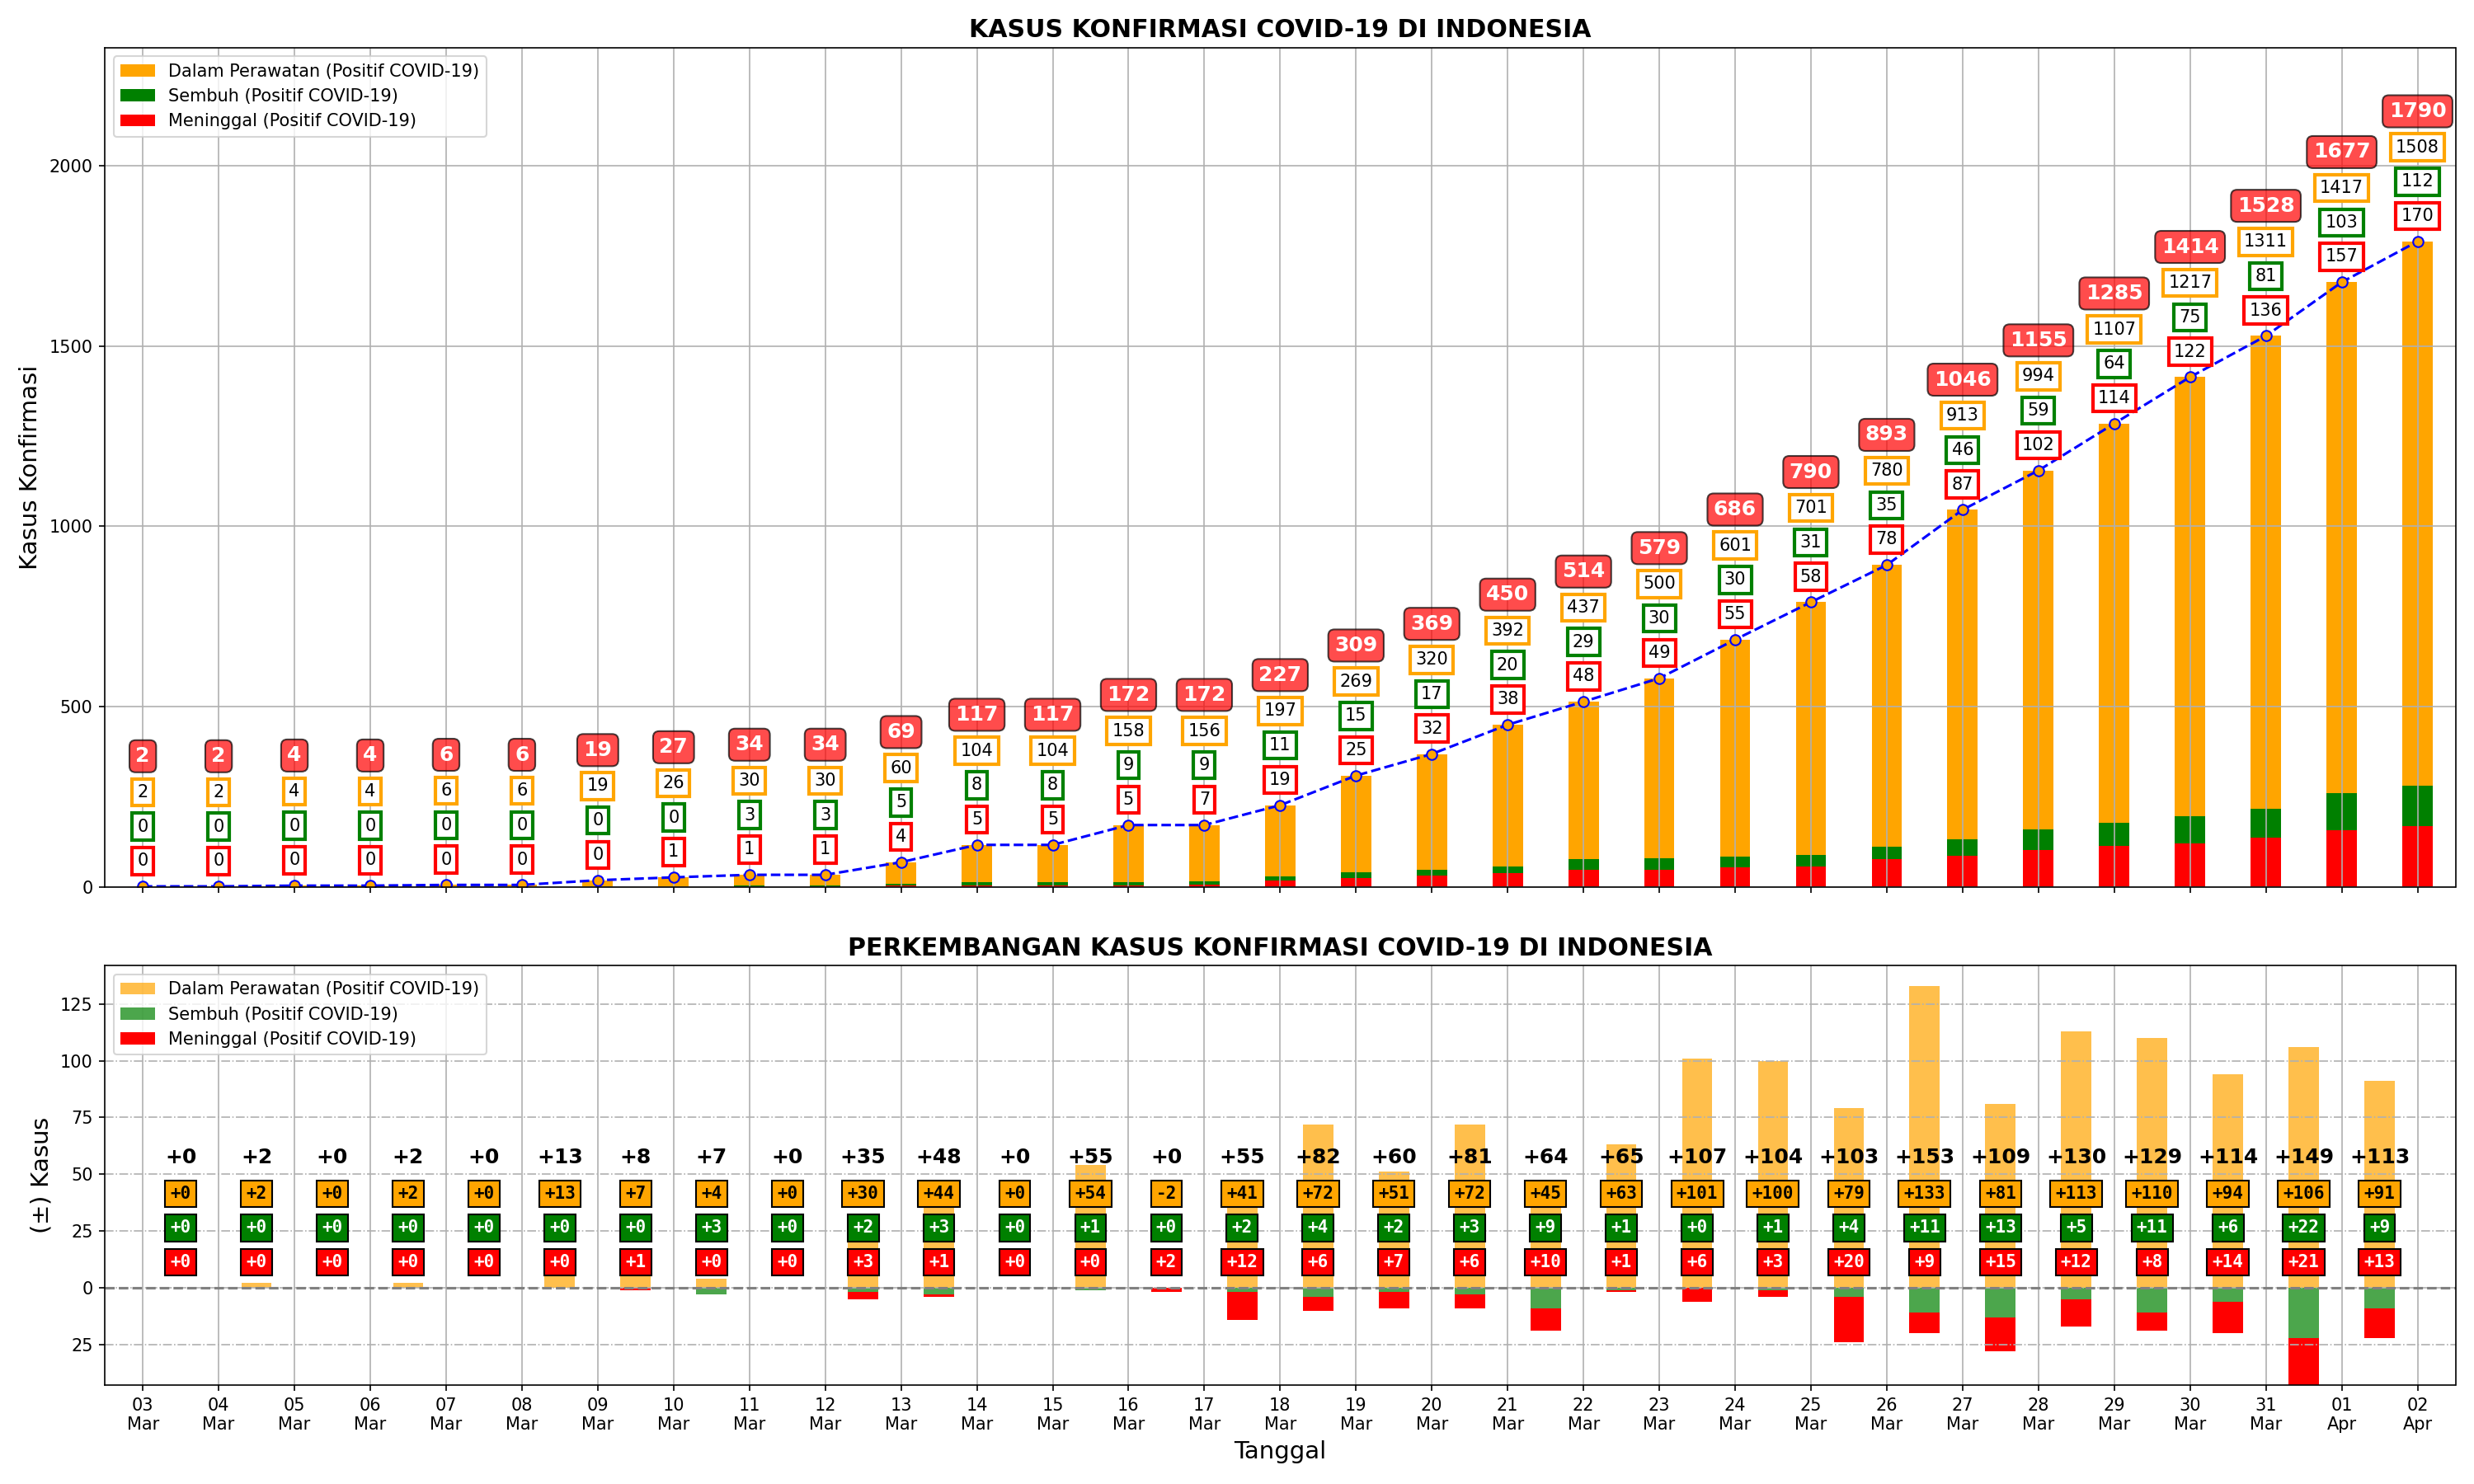 KASUS KONFIRMASI COVID-19 DI INDONESIA
Dalam Perawatan (Positif COVID-19)
Sembuh (Positif COVID-19)
Meninggal (Positif COVID-19)
Kasus Konfirmasi
2000
1500
1000
500
0
2 2 4 4 6 6 19 27 34 34 69 117 117 172 172 227 309 369 450 514 579 686 790 893 1046 1155 1285 1414 1528 1677 1790
2 2 4 4 6 6 19 26 30 30 60 104 104 158 156 197 269 320 392 437 500 601 701 780 913 994 1107 1217 1311 1417 1508
0 0 0 0 0 0 0 0 3 3 5 8 8 9 9 11 15 17 20 29 30 30 31 35 46 59 64 75 81 103 112
0 0 0 0 0 0 0 1 1 1 4 5 5 5 7 19 25 32 38 48 49 55 58 78 87 102 114 122 136 157 170
PERKEMBANGAN KASUS KONFIRMASI COVID-19 DI INDONESIA
Dalam Perawatan (Positif COVID-19)
Sembuh (Positif COVID-19)
Meninggal (Positif COVID-19)
(±) Kasus
125
100
75
50
25
0
25
+0 +2 +0 +2 +0 +13 +8 +7 +0 +35 +48 +0 +55 +0 +55 +82 +60 +81 +64 +65 +107 +104 +103 +153 +109 +130 +129 +114 +149 +113
+0 +2 +0 +2 +0 +13 +7 +4 +0 +30 +44 +0 +54 -2 +41 +72 +51 +72 +45 +63 +101 +100 +79 +133 +81 +113 +110 +94 +106 +91
+0 +0 +0 +0 +0 +0 +0 +3 +0 +2 +3 +0 +1 +0 +2 +4 +2 +3 +9 +1 +0 +1 +4 +11 +13 +5 +11 +6 +22 +9
+0 +0 +0 +0 +0 +0 +1 +0 +0 +3 +1 +0 +0 +2 +12 +6 +7 +6 +10 +1 +6 +3 +20 +9 +15 +12 +8 +14 +21 +13
03 04 05 06 07 08 09 10 11 12 13 14 15 16 17 18 19 20 21 22 23 24 25 26 27 28 29 30 31 01 02
Mar Mar Mar Mar Mar Mar Mar Mar Mar Mar Mar Mar Mar Mar Mar Mar Mar Mar Mar Mar Mar Mar Mar Mar Mar Mar Mar Mar Mar Apr Apr
Tanggal